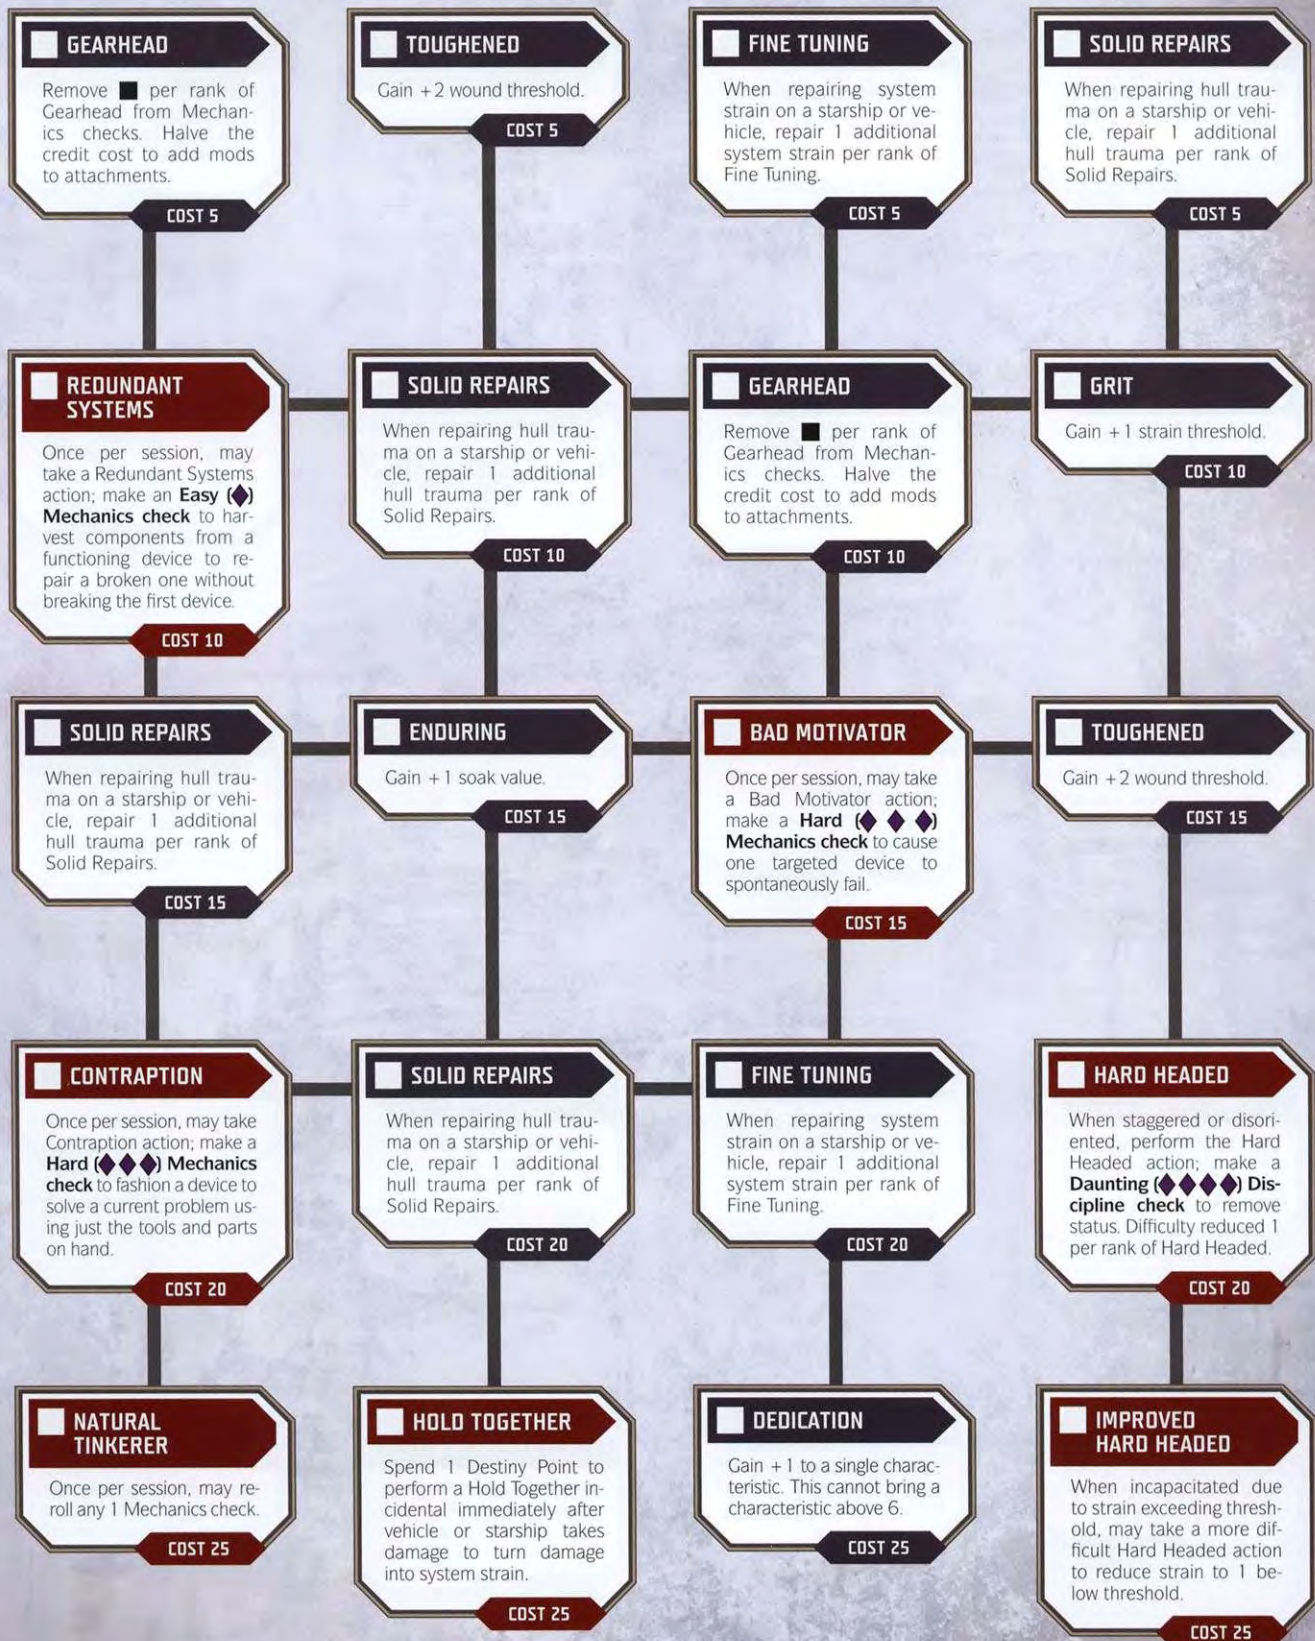 GEARHEAD
Remove ■ per rank of
Gearhead from Mechan-
ics checks. Halve the
credit cost to add mods
to attachments.
COST 5
TOUGHENED
Gain +2 wound threshold.
COST 5
FINE TUNING
When repairing system
strain on a starship or ve-
hicle, repair 1 additional
system strain per rank of
Fine Tuning.
COST 5
SOLID REPAIRS
When repairing hull trau-
ma on a starship or vehi-
cle, repair 1 additional
hull trauma per rank of
Solid Repairs.
COST 5
REDUNDANT
SYSTEMS
Once per session, may
take a Redundant Systems
action; make an Easy (◆)
Mechanics check to har-
vest components from a
functioning device to re-
pair a broken one without
breaking the first device.
COST 10
SOLID REPAIRS
When repairing hull trau-
ma on a starship or vehi-
cle, repair 1 additional
hull trauma per rank of
Solid Repairs.
COST 10
GEARHEAD
Remove ■ per rank of
Gearhead from Mechan-
ics checks. Halve the
credit cost to add mods
to attachments.
COST 10
GRIT
Gain +1 strain threshold.
COST 10
SOLID REPAIRS
When repairing hull trau-
ma on a starship or vehi-
cle, repair 1 additional
hull trauma per rank of
Solid Repairs.
COST 15
ENDURING
Gain +1 soak value.
COST 15
BAD MOTIVATOR
Once per session, may take
a Bad Motivator action;
make a Hard (◆ ◆ ◆)
Mechanics check to cause
one targeted device to
spontaneously fail.
COST 15
TOUGHENED
Gain +2 wound threshold.
COST 15
CONTRAPTION
Once per session, may take
Contraption action; make a
Hard (◆◆◆) Mechanics
check to fashion a device to
solve a current problem us-
ing just the tools and parts
on hand.
COST 20
SOLID REPAIRS
When repairing hull trau-
ma on a starship or vehi-
cle, repair 1 additional
hull trauma per rank of
Solid Repairs.
COST 20
FINE TUNING
When repairing system
strain on a starship or ve-
hicle, repair 1 additional
system strain per rank of
Fine Tuning.
COST 20
HARD HEADED
When staggered or disori-
ented, perform the Hard
Headed action; make a
Daunting (◆◆◆◆) Dis-
cipline check to remove
status. Difficulty reduced 1
per rank of Hard Headed.
COST 20
NATURAL
TINKERER
Once per session, may re-
roll any 1 Mechanics check.
COST 25
HOLD TOGETHER
Spend 1 Destiny Point to
perform a Hold Together in-
cidental immediately after
vehicle or starship takes
damage to turn damage
into system strain.
COST 25
DEDICATION
Gain +1 to a single charac-
teristic. This cannot bring a
characteristic above 6.
COST 25
IMPROVED
HARD HEADED
When incapacitated due
to strain exceeding thresh-
old, may take a more dif-
ficult Hard Headed action
to reduce strain to 1 be-
low threshold.
COST 25